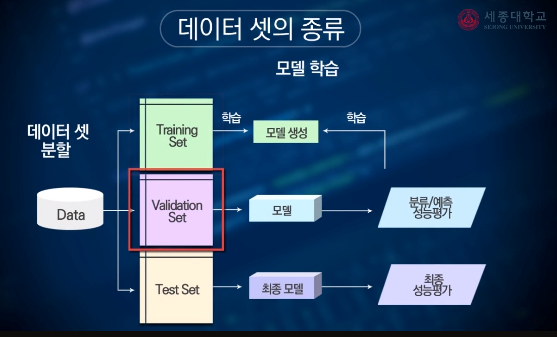 데이터 셋의 종류
세종대학교
SEJONG UNIVERSITY
모델 학습
데이터 셋
분할
Training
Set
학습
모델 생성
학습
Data
Validation
Set
모델
분류/예측
성능평가
Test Set
최종 모델
최종
성능평가